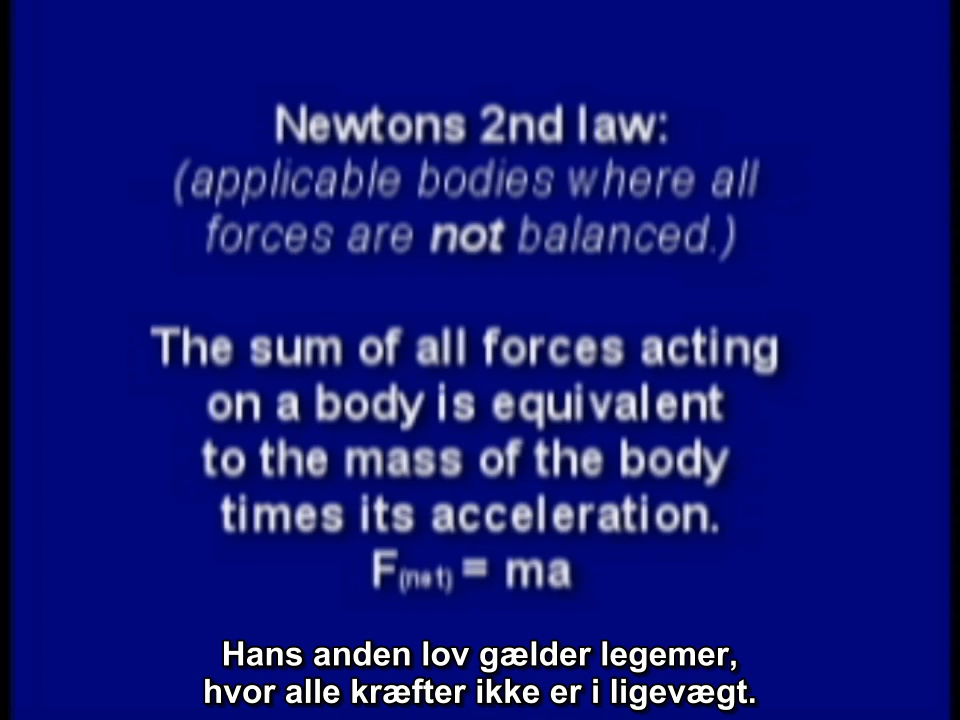 Newtons 2nd law:
(applicable bodies where all
forces are not balanced.)
The sum of all forces acting
on a body is equivalent
to the mass of the body
times its acceleration.
F(net) = ma
Hans anden lov gælder legemer,
hvor alle kræfter ikke er i ligevægt.